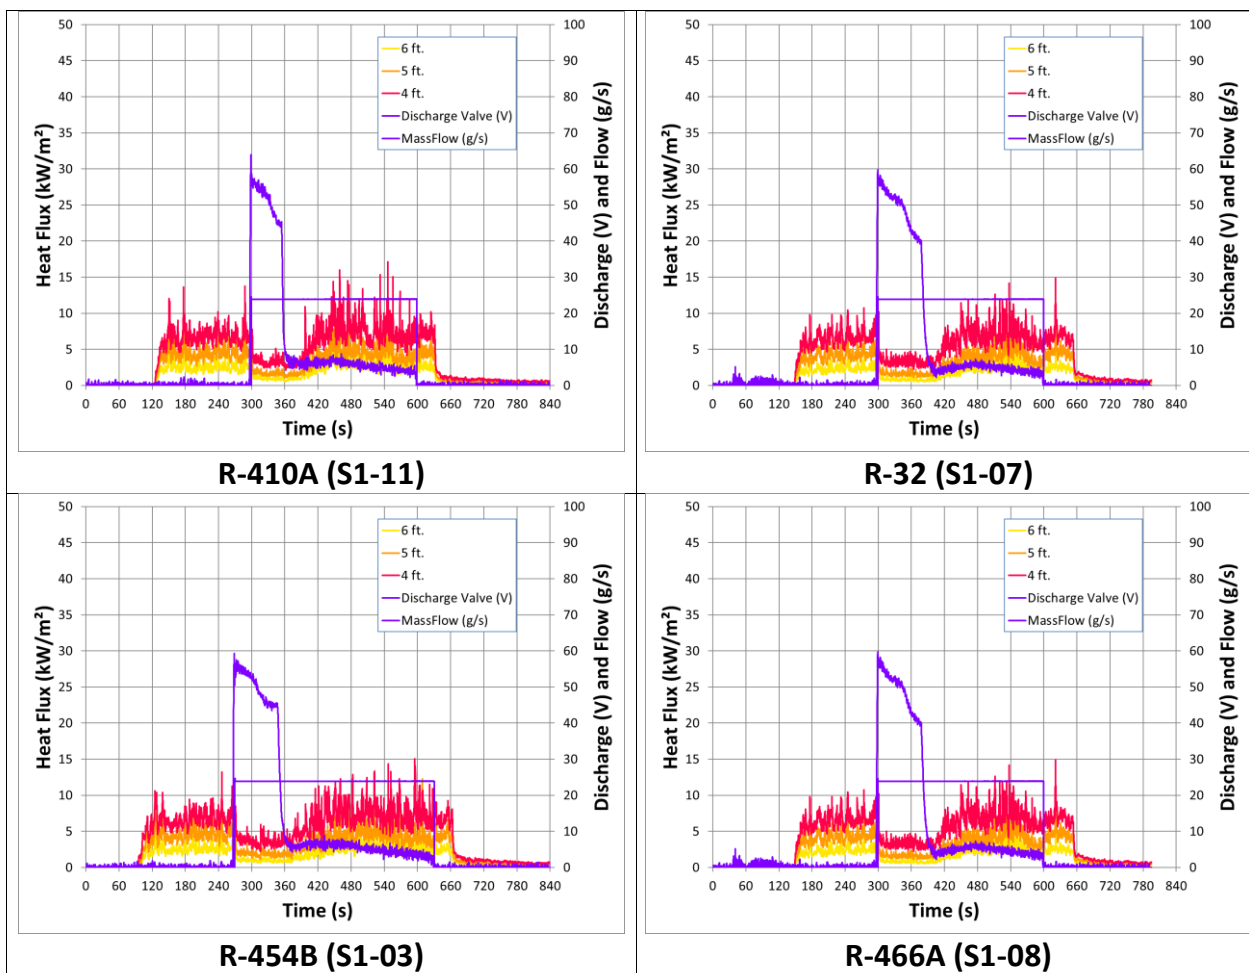 50
45
40
35
30
25
20
15
10
5
0
Heat Flux (kW/m²)
100
90
80
70
60
50
40
30
20
10
0
Discharge (V) and Flow (g/s)
6 ft.
5 ft.
4 ft.
Discharge Valve (V)
MassFlow (g/s)
0 60 120 180 240 300 360 420 480 540 600 660 720 780 840
Time (s)
R-410A (S1-11)
50
45
40
35
30
25
20
15
10
5
0
Heat Flux (kW/m²)
100
90
80
70
60
50
40
30
20
10
0
Discharge (V) and Flow (g/s)
6 ft.
5 ft.
4 ft.
Discharge Valve (V)
MassFlow (g/s)
0 60 120 180 240 300 360 420 480 540 600 660 720 780 840
Time (s)
R-32 (S1-07)
50
45
40
35
30
25
20
15
10
5
0
Heat Flux (kW/m²)
100
90
80
70
60
50
40
30
20
10
0
Discharge (V) and Flow (g/s)
6 ft.
5 ft.
4 ft.
Discharge Valve (V)
MassFlow (g/s)
0 60 120 180 240 300 360 420 480 540 600 660 720 780 840
Time (s)
R-454B (S1-03)
50
45
40
35
30
25
20
15
10
5
0
Heat Flux (kW/m²)
100
90
80
70
60
50
40
30
20
10
0
Discharge (V) and Flow (g/s)
6 ft.
5 ft.
4 ft.
Discharge Valve (V)
MassFlow (g/s)
0 60 120 180 240 300 360 420 480 540 600 660 720 780 840
Time (s)
R-466A (S1-08)